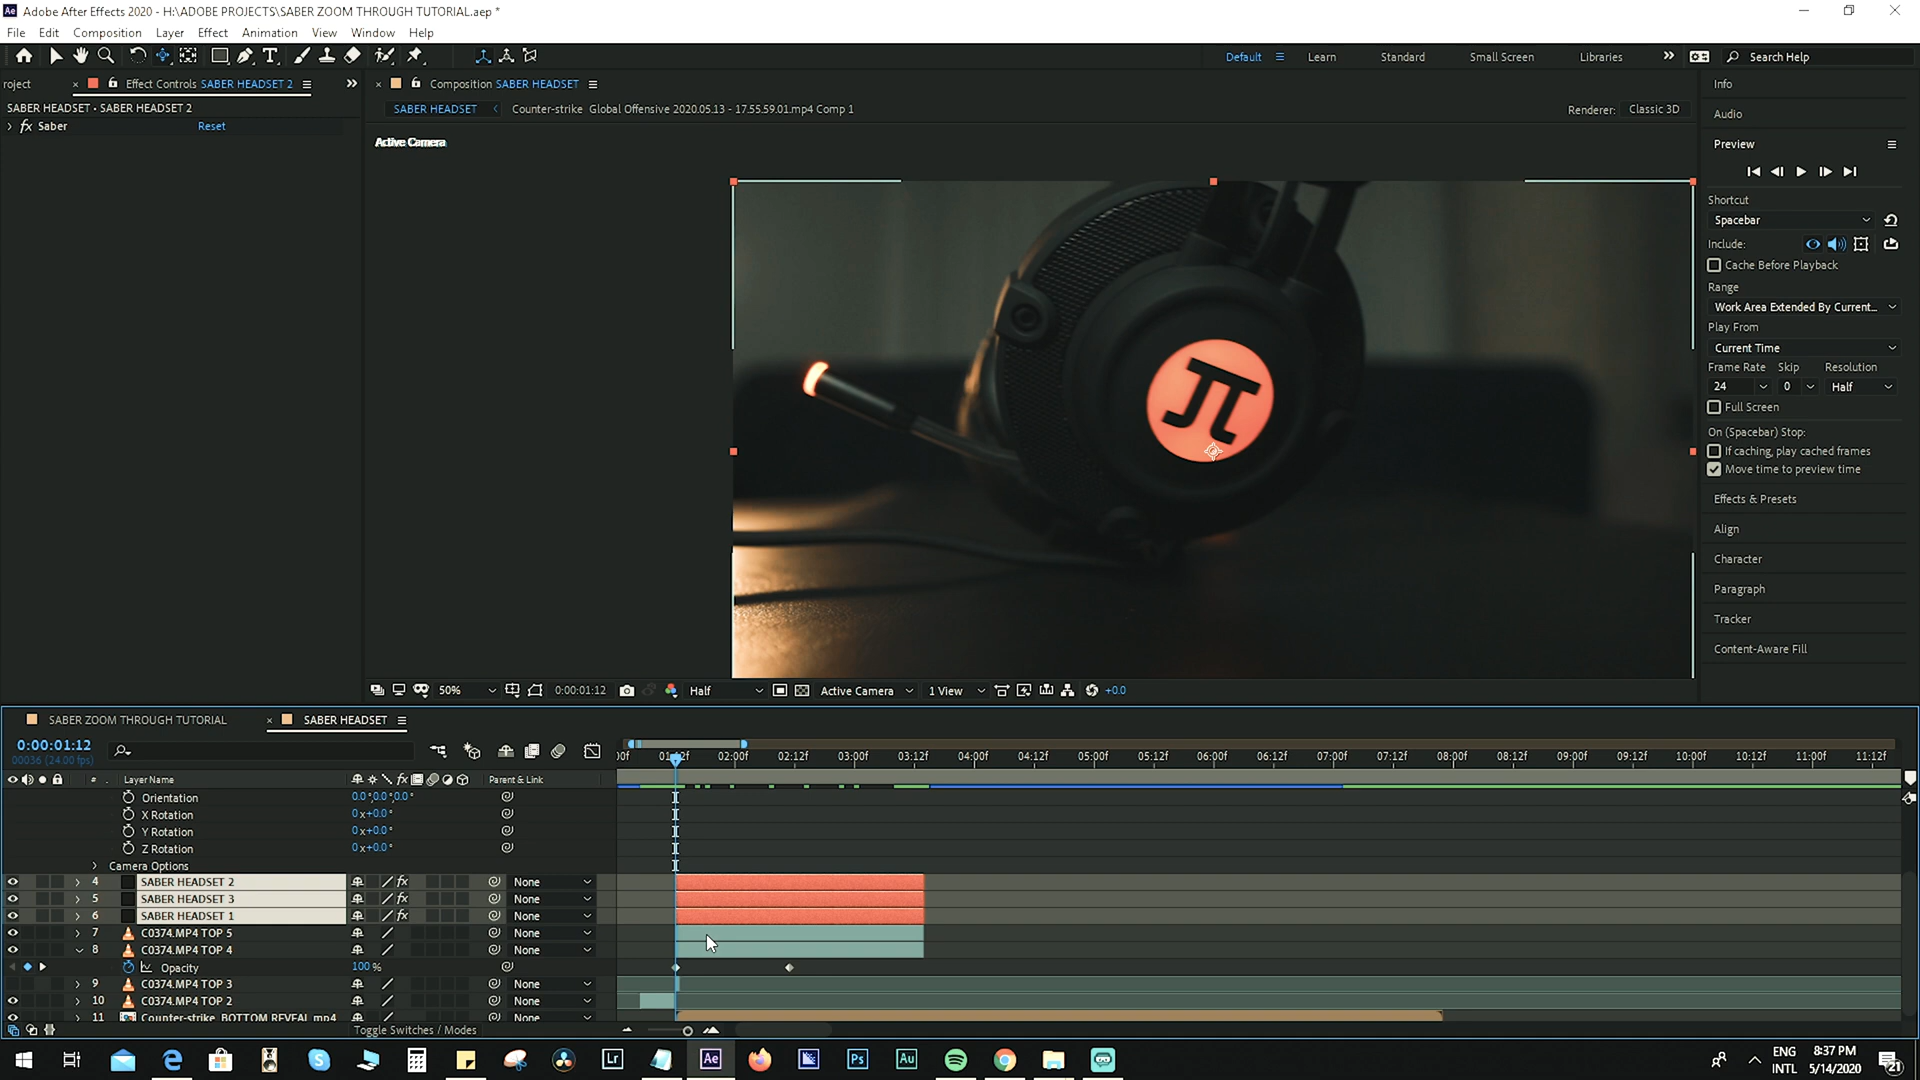 Adobe After Effects 2020 - H:\ADOBE PROJECTS\SABER ZOOM THROUGH TUTORIAL.aep *
File Edit Composition Layer Effect Animation View Window Help
Default Learn Standard Small Screen Libraries Search Help
roject Effect Controls SABER HEADSET 2
Composition SABER HEADSET
Info
SABER HEADSET • SABER HEADSET 2
SABER HEADSET Counter-strike Global Offensive 2020.05.13 - 17.55.59.01.mp4 Comp 1 Renderer: Classic 3D
Audio
fx Saber Reset
Active Camera
Preview
Shortcut
Spacebar
Include:
Cache Before Playback
Range
Work Area Extended By Current...
Play From
Current Time
Frame Rate Skip Resolution
24 0 Half
Full Screen
On (Spacebar) Stop:
If caching, play cached frames
Move time to preview time
Effects & Presets
Align
Character
Paragraph
Tracker
Content-Aware Fill
50% 0:00:01:12 Half Active Camera 1 View +0.0
SABER ZOOM THROUGH TUTORIAL SABER HEADSET
0:00:01:12
00036 (24.00 fps)
00f 01:12f 02:00f 02:12f 03:00f 03:12f 04:00f 04:12f 05:00f 05:12f 06:00f 06:12f 07:00f 07:12f 08:00f 08:12f 09:00f 09:12f 10:00f 10:12f 11:00f 11:12f
# Layer Name fx Parent & Link
Orientation 0.0°,0.0°,0.0°
X Rotation 0x+0.0°
Y Rotation 0x+0.0°
Z Rotation 0x+0.0°
Camera Options
4 SABER HEADSET 2 fx None
5 SABER HEADSET 3 fx None
6 SABER HEADSET 1 fx None
7 C0374.MP4 TOP 5 None
8 C0374.MP4 TOP 4 None
Opacity 100 %
9 C0374.MP4 TOP 3 None
10 C0374.MP4 TOP 2 None
11 Counter-strike BOTTOM REVEAL mp4 None
Toggle Switches / Modes
Lr Ae Ps Au
ENG 8:37 PM
INTL 5/14/2020
21